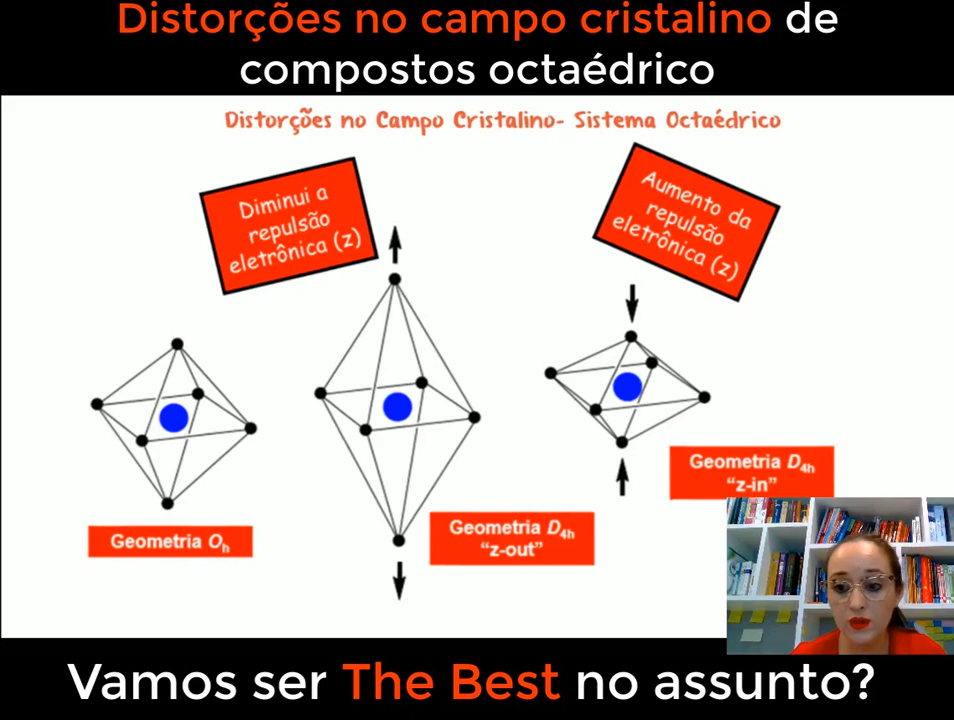 Distorções no campo cristalino de
compostos octaédrico
Distorções no Campo Cristalino- Sistema Octaédrico
Diminui a
repulsão
eletrônica (z)
Aumento da
repulsão
eletrônica (z)
Geometria Oh
Geometria D4h
“z-out”
Geometria D4h
“z-in”
Vamos ser The Best no assunto?